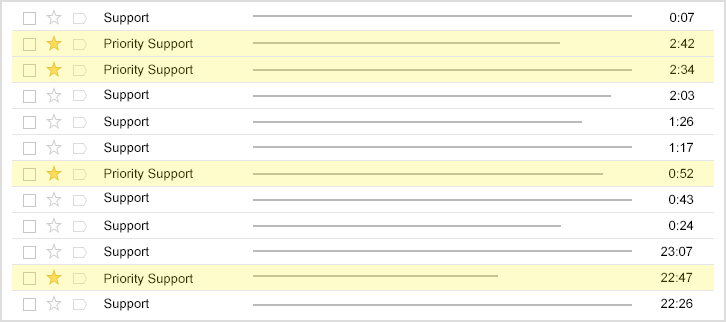 Support 0:07
Priority Support 2:42
Priority Support 2:34
Support 2:03
Support 1:26
Support 1:17
Priority Support 0:52
Support 0:43
Support 0:24
Support 23:07
Priority Support 22:47
Support 22:26